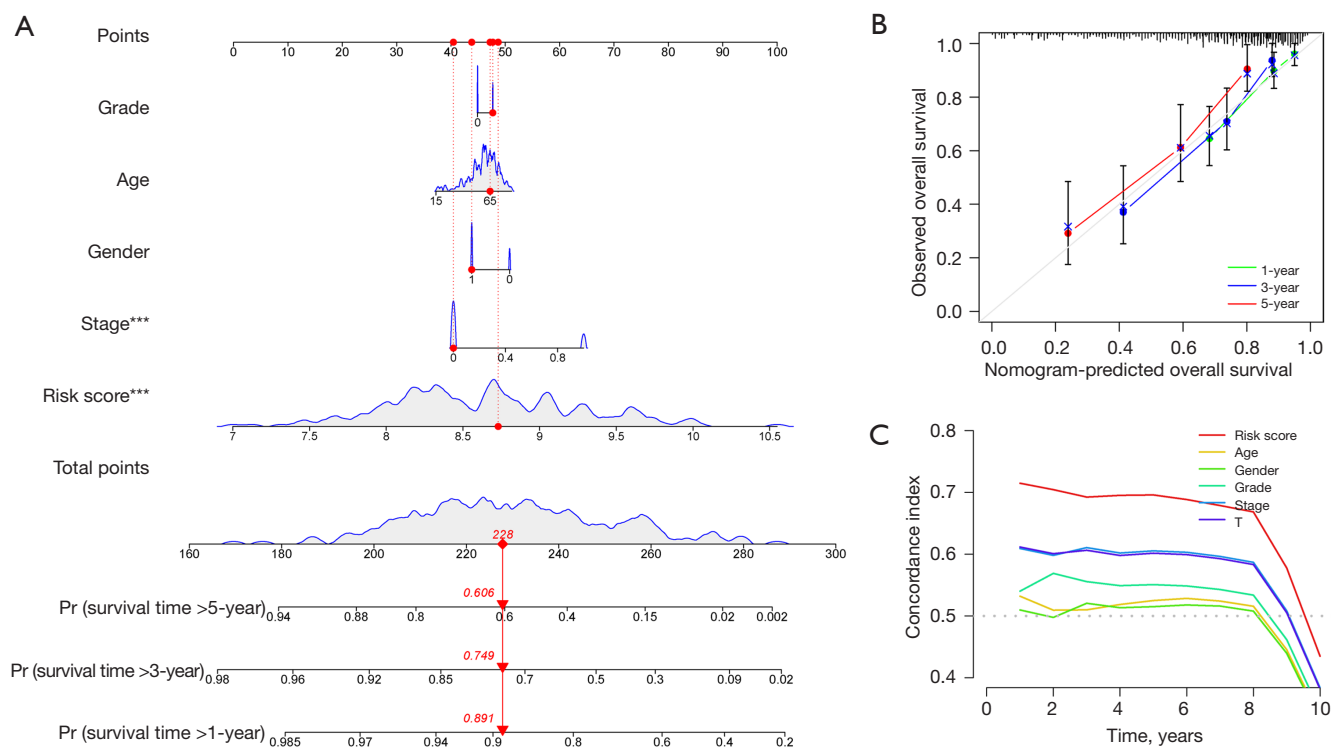 A
Points
0 10 20 30 40 50 60 70 80 90 100
Grade
0
Age
15 65
Gender
1 0
Stage***
0 0.4 0.8
Risk score***
7 7.5 8 8.5 9 9.5 10 10.5
Total points
228
160 180 200 220 240 260 280 300
0.606
Pr (survival time >5-year)
0.94 0.88 0.8 0.6 0.4 0.15 0.02 0.002
0.749
Pr (survival time >3-year)
0.98 0.96 0.92 0.85 0.7 0.5 0.3 0.09 0.02
0.891
Pr (survival time >1-year)
0.985 0.97 0.94 0.9 0.8 0.6 0.4 0.2
B
Observed overall survival
1.0
0.8
0.6
0.4
0.2
0.0
1-year
3-year
5-year
0.0 0.2 0.4 0.6 0.8 1.0
Nomogram-predicted overall survival
C
Concordance index
0.8
0.7
0.6
0.5
0.4
Risk score
Age
Gender
Grade
Stage
T
0 2 4 6 8 10
Time, years